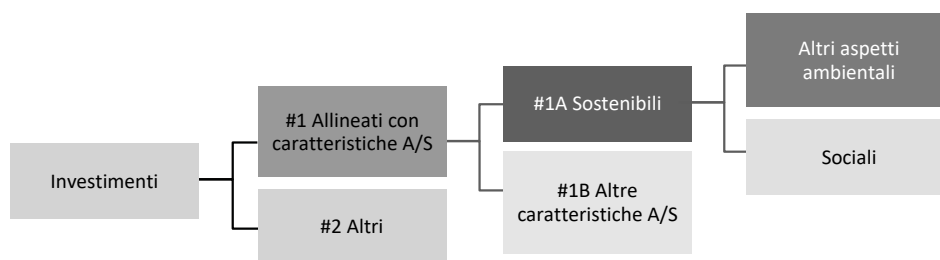 Investimenti
#1 Allineati con
caratteristiche A/S
#2 Altri
#1A Sostenibili
#1B Altre
caratteristiche A/S
Altri aspetti
ambientali
Sociali